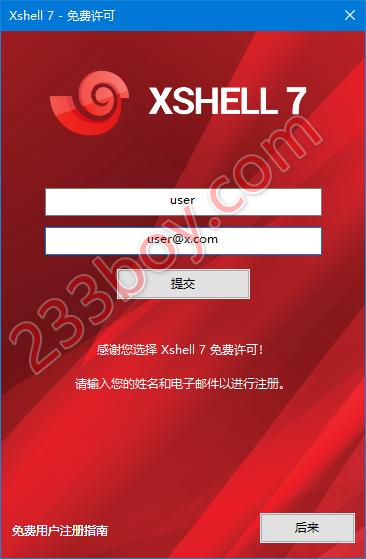 Xshell 7 - 免费许可
XSHELL 7
user
user@x.com
提交
感谢您选择 Xshell 7 免费许可！
请输入您的姓名和电子邮件以进行注册。
免费用户注册指南
后来
233boy.com